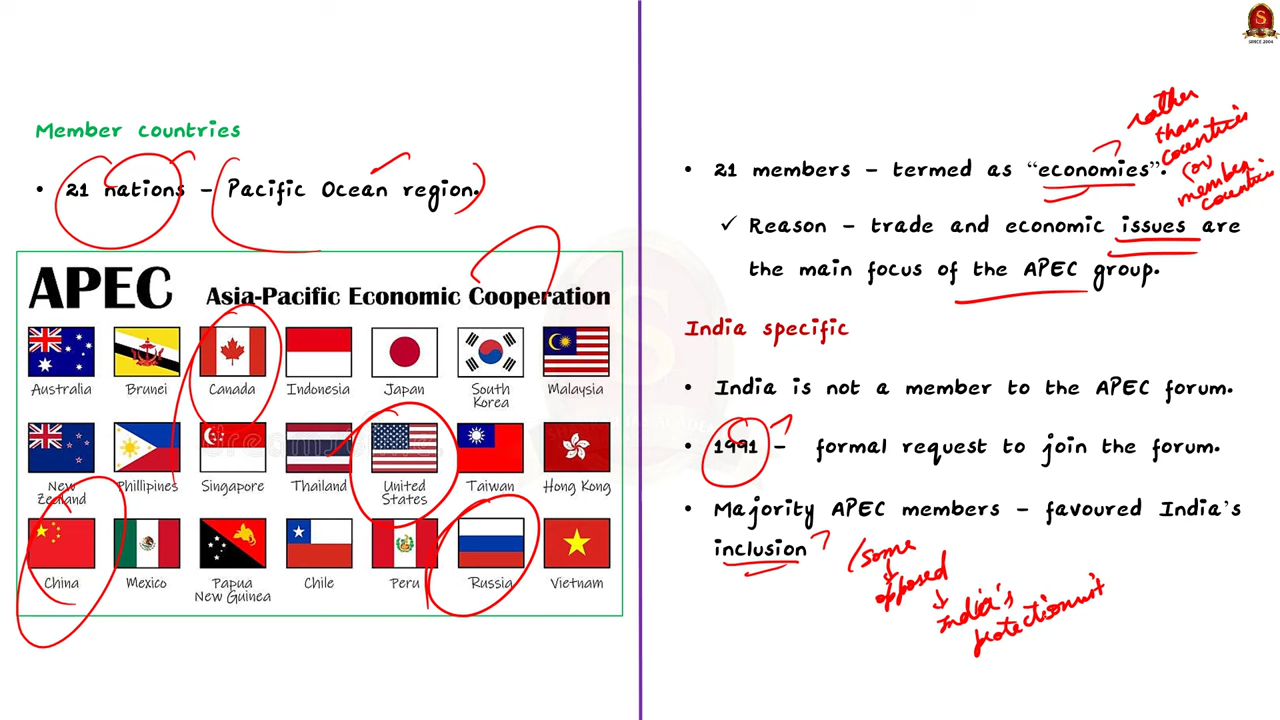 SINCE 2004
Member countries
• 21 nations – Pacific Ocean region.
APEC
Asia-Pacific Economic Cooperation
Australia
Brunei
Canada
Indonesia
Japan
South
Korea
Malaysia
New
Zealand
Phillipines
Singapore
Thailand
United
States
Taiwan
Hong Kong
China
Mexico
Papua
New Guinea
Chile
Peru
Russia
Vietnam
• 21 members – termed as “economies”.
rather
than
countries
(or
member
countries
✓ Reason – trade and economic issues are
the main focus of the APEC group.
India specific
• India is not a member to the APEC forum.
• 1991 – formal request to join the forum.
• Majority APEC members – favoured India's
inclusion
(some
opposed
India's
protectionist